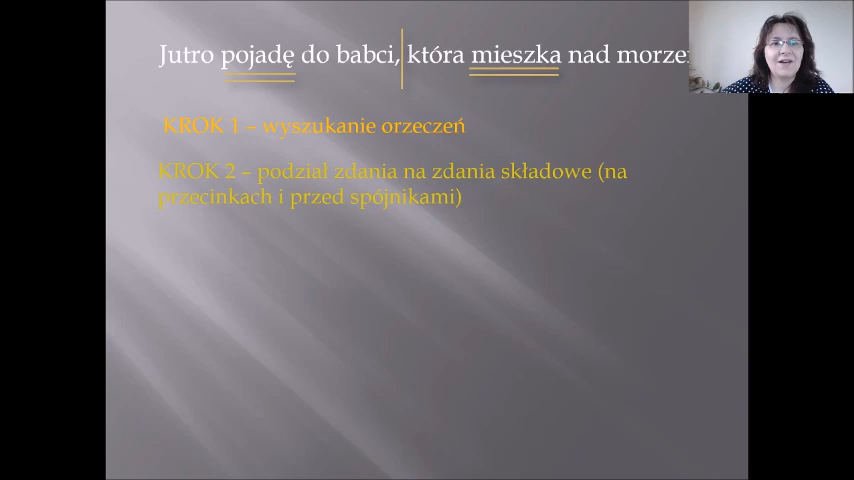 Jutro pojadę do babci, która mieszka nad
KROK 1 – wyszukanie orzeczeń
KROK 2 – podział zdania na zdania składowe (na
przecinkach i przed spójnikami)